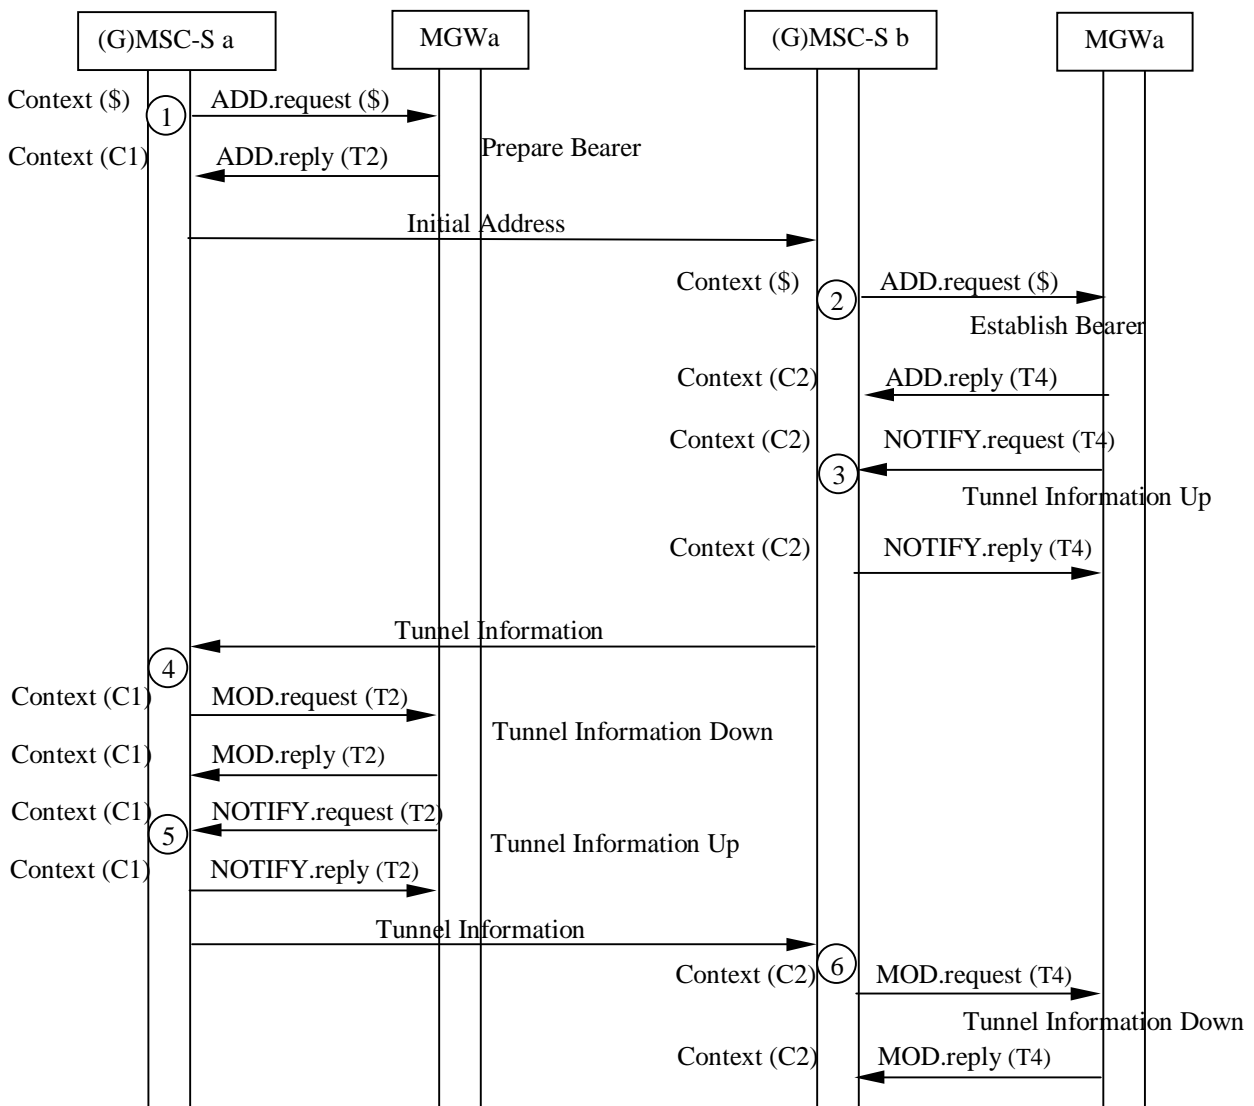 (G)MSC-S a
MGWa
(G)MSC-S b
MGWa
Context ($)
1
ADD.request ($)
Context (C1)
ADD.reply (T2)
Prepare Bearer
Initial Address
Context ($)
2
ADD.request ($)
Establish Bearer
Context (C2)
ADD.reply (T4)
Context (C2)
NOTIFY.request (T4)
3
Tunnel Information Up
Context (C2)
NOTIFY.reply (T4)
Tunnel Information
4
Context (C1)
MOD.request (T2)
Tunnel Information Down
Context (C1)
MOD.reply (T2)
Context (C1)
NOTIFY.request (T2)
5
Tunnel Information Up
Context (C1)
NOTIFY.reply (T2)
Tunnel Information
6
Context (C2)
MOD.request (T4)
Tunnel Information Down
Context (C2)
MOD.reply (T4)